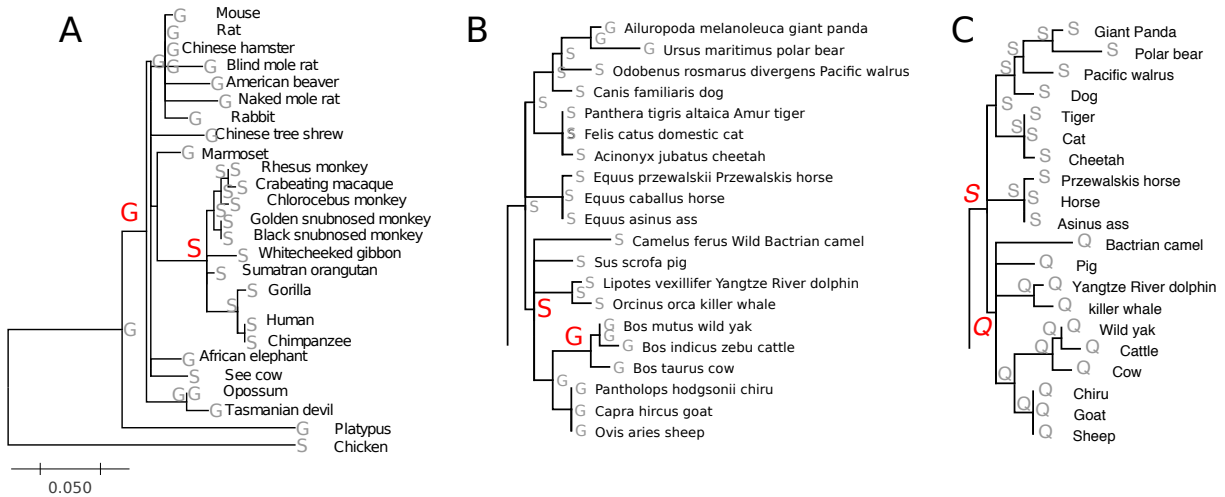 A
G Mouse
G Rat
G Chinese hamster
G G Blind mole rat
G
G American beaver
G Naked mole rat
G Rabbit
G Chinese tree shrew
G Marmoset
S S Rhesus monkey
S Crabeating macaque
S
S Chlorocebus monkey
G
S Golden snubnosed monkey
S Black snubnosed monkey
S
S Whitecheeked gibbon
S Sumatran orangutan
S Gorilla
S
S Human
S Chimpanzee
G
G African elephant
S See cow
G G Opossum
G Tasmanian devil
G Platypus
S Chicken
0.050
B
G Ailuropoda melanoleuca giant panda
G
G Ursus maritimus polar bear
S
S Odobenus rosmarus divergens Pacific walrus
S
S Canis familiaris dog
S
S Panthera tigris altaica Amur tiger
S Felis catus domestic cat
S Acinonyx jubatus cheetah
S Equus przewalskii Przewalskis horse
S Equus caballus horse
S
S Equus asinus ass
S Camelus ferus Wild Bactrian camel
S Sus scrofa pig
S Lipotes vexillifer Yangtze River dolphin
S
S Orcinus orca killer whale
S
G Bos mutus wild yak
G
G
G Bos indicus zebu cattle
G Bos taurus cow
G
G Pantholops hodgsonii chiru
G Capra hircus goat
G Ovis aries sheep
C
S S Giant Panda
S Polar bear
S
S Pacific walrus
S
S Dog
S
S Tiger
S S Cat
S Cheetah
S
S Przewalskis horse
S S Horse
S Asinus ass
Q Bactrian camel
Q Pig
Q Yangtze River dolphin
Q killer whale
Q
Q
Q Wild yak
Q
Q Cattle
Q Cow
Q
Q Chiru
Q Q Goat
Q Sheep